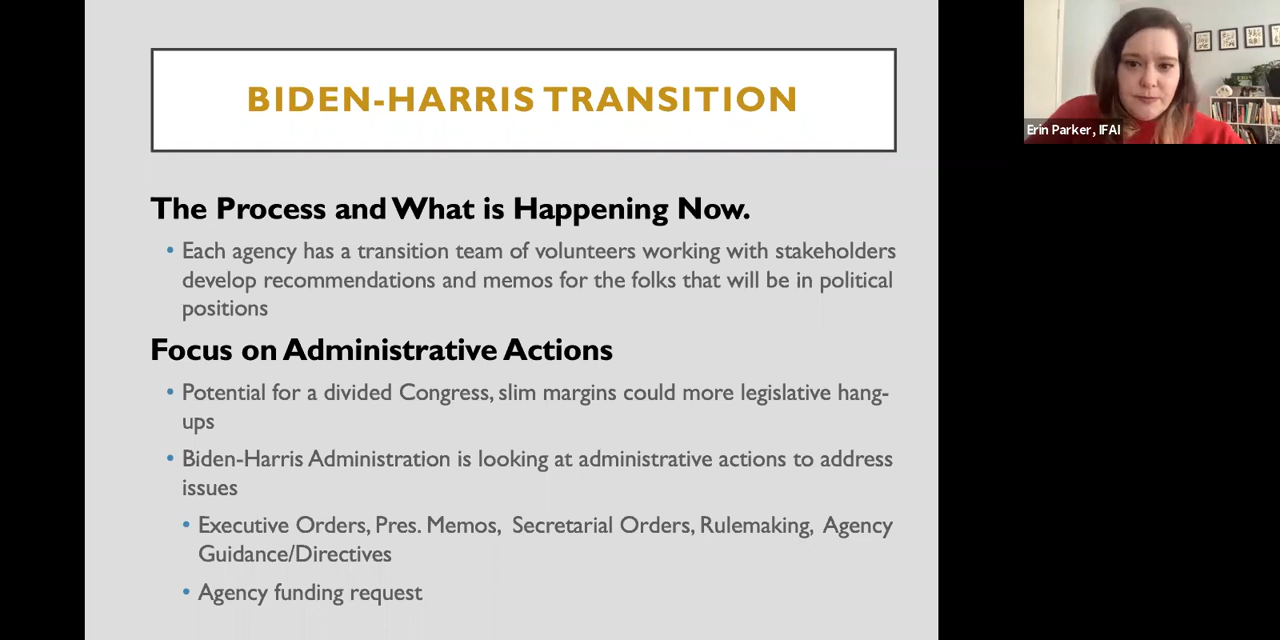 BIDEN-HARRIS TRANSITION
The Process and What is Happening Now.
• Each agency has a transition team of volunteers working with stakeholders
develop recommendations and memos for the folks that will be in political
positions
Focus on Administrative Actions
• Potential for a divided Congress, slim margins could more legislative hang-
ups
• Biden-Harris Administration is looking at administrative actions to address
issues
• Executive Orders, Pres. Memos, Secretarial Orders, Rulemaking, Agency
Guidance/Directives
• Agency funding request
Erin Parker, IFAI